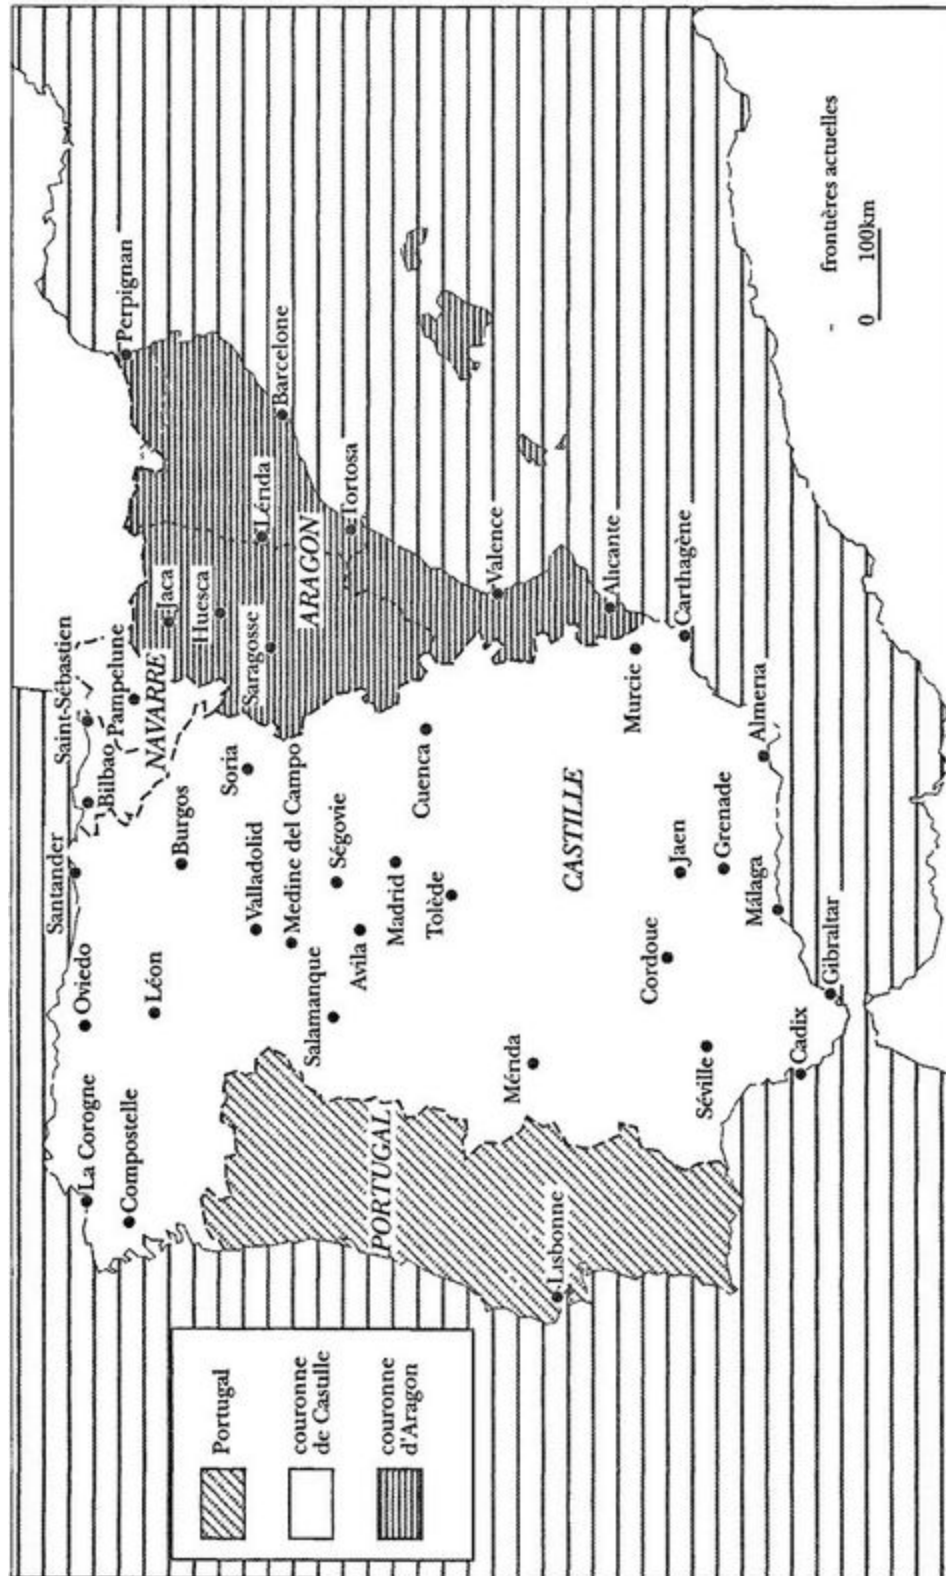 La Corogne
Compostelle
Oviedo
Santander
Bilbao
Saint-Sébastien
Pampelune
NAVARRE
Léon
Burgos
Soria
Jaca
Huesca
Saragosse
Lérida
ARAGON
Perpignan
Barcelone
Tortosa
Valladolid
Medine del Campo
Salamanque
Ségovie
Avila
Madrid
Tolède
Cuenca
Valence
PORTUGAL
Lisbonne
Mérida
CASTILLE
Alicante
Murcie
Carthagène
Cordoue
Jaen
Séville
Grenade
Almeria
Málaga
Cadix
Gibraltar
Portugal
couronne
de Castille
couronne
d'Aragon
- frontières actuelles
0 100km